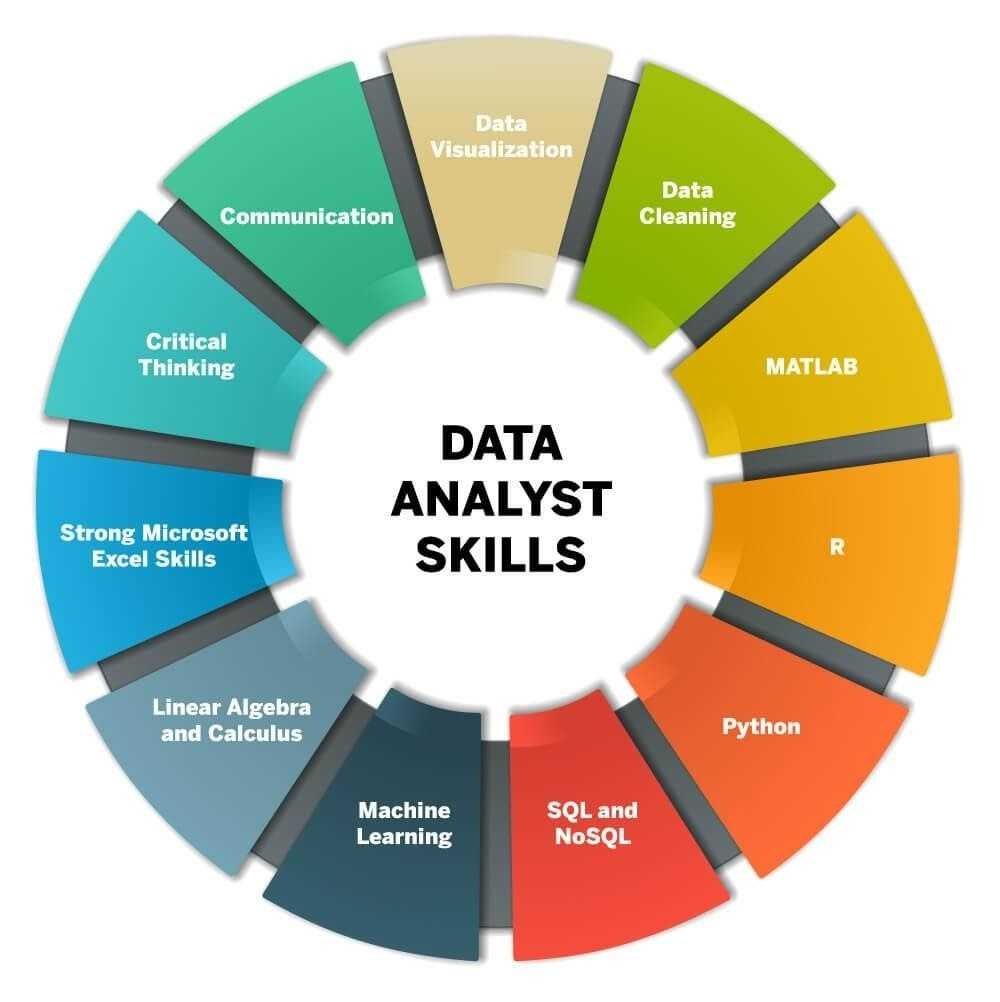 DATA
ANALYST
SKILLS
Data
Visualization
Data
Cleaning
MATLAB
R
Python
SQL and
NoSQL
Machine
Learning
Linear Algebra
and Calculus
Strong Microsoft
Excel Skills
Critical
Thinking
Communication